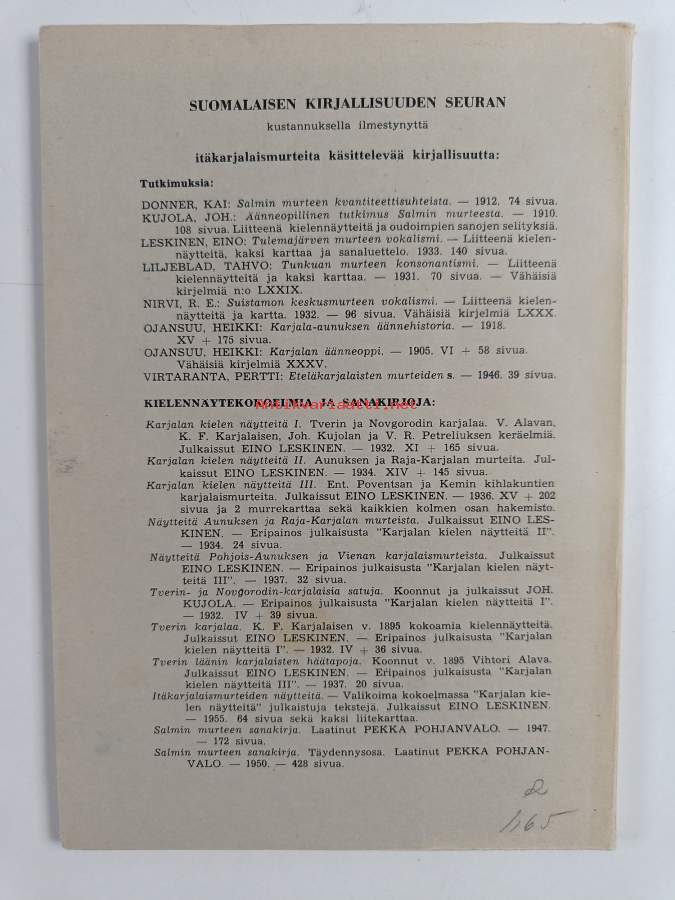 SUOMALAISEN KIRJALLISUUDEN SEURAN
kustannuksella ilmestynyttä
itäkarjalaismurteita käsittelevää kirjallisuutta:
Tutkimuksia:
DONNER, KAI: Salmin murteen kvantiteettisuhteista. — 1912. 74 sivua.
KUJOLA, JOH.: Äänneopillinen tutkimus Salmin murteesta. — 1910.
108 sivua. Liitteenä kielennäytteitä ja oudoimpien sanojen selityksiä.
LESKINEN, EINO: Tulemajärven murteen vokalismi. — Liitteenä kielen-
näytteitä, kaksi karttaa ja sanaluettelo. 1933. 140 sivua.
LILJEBLAD, TAHVO: Tunkuan murteen konsonantismi. — Liitteenä
kielennäytteitä ja kaksi karttaa. — 1931. 70 sivua. — Vähäisiä
kirjelmiä n:o LXXIX.
NIRVI, R. E.: Suistamon keskusmurteen vokalismi. — Liitteenä kielen-
näytteitä ja kartta. 1932. — 96 sivua. Vähäisiä kirjelmiä LXXX.
OJANSUU, HEIKKI: Karjala-aunuksen äännehistoria. — 1918.
XV + 175 sivua.
OJANSUU, HEIKKI: Karjalan äänneoppi. — 1905. VI + 58 sivua.
Vähäisiä kirjelmiä XXXV.
VIRTARANTA, PERTTI: Eteläkarjalaisten murteiden s. — 1946. 39 sivua.
Antikvariaatti.net
KIELENNÄYTEKOKOELMIA JA SANAKIRJOJA:
Karjalan kielen näytteitä I. Tverin ja Novgorodin karjalaa. V. Alavan,
K. F. Karjalaisen, Joh. Kujolan ja V. R. Petreliuksen keräelmiä.
Julkaissut EINO LESKINEN. — 1932. XI + 165 sivua.
Karjalan kielen näytteitä II. Aunuksen ja Raja-Karjalan murteita. Jul-
kaissut EINO LESKINEN. — 1934. XIV + 145 sivua.
Karjalan kielen näytteitä III. Ent. Poventsan ja Kemin kihlakuntien
karjalaismurteita. Julkaissut EINO LESKINEN. — 1936. XV + 202
sivua ja 2 murrekarttaa sekä kaikkien kolmen osan hakemisto.
Näytteitä Aunuksen ja Raja-Karjalan murteista. Julkaissut EINO LES-
KINEN. — Eripainos julkaisusta "Karjalan kielen näytteitä II".
— 1934. 24 sivua.
Näytteitä Pohjois-Aunuksen ja Vienan karjalaismurteista. Julkaissut
EINO LESKINEN. — Eripainos julkaisusta "Karjalan kielen näyt-
teitä III". — 1937. 32 sivua.
Tverin- ja Novgorodin-karjalaisia satuja. Koonnut ja julkaissut JOH.
KUJOLA. — Eripainos julkaisusta "Karjalan kielen näytteitä I".
— 1932. IV + 39 sivua.
Tverin karjalaa. K. F. Karjalaisen v. 1895 kokoamia kielennäytteitä.
Julkaissut EINO LESKINEN. — Eripainos julkaisusta "Karjalan
kielen näytteitä I". — 1932. IV + 36 sivua.
Tverin läänin karjalaisten häätapoja. Koonnut v. 1895 Vihtori Alava.
Julkaissut EINO LESKINEN. — Eripainos julkaisusta "Karjalan
kielen näytteitä III". — 1937. 20 sivua.
Itäkarjalaismurteiden näytteitä. — Valikoima kokoelmassa "Karjalan kie-
len näytteitä" julkaistuja tekstejä. Julkaissut EINO LESKINEN.
— 1955. 64 sivua sekä kaksi liitekarttaa.
Salmin murteen sanakirja. Laatinut PEKKA POHJANVALO. — 1947.
— 172 sivua.
Salmin murteen sanakirja. Täydennysosa. Laatinut PEKKA POHJAN-
VALO. — 1950. — 428 sivua.